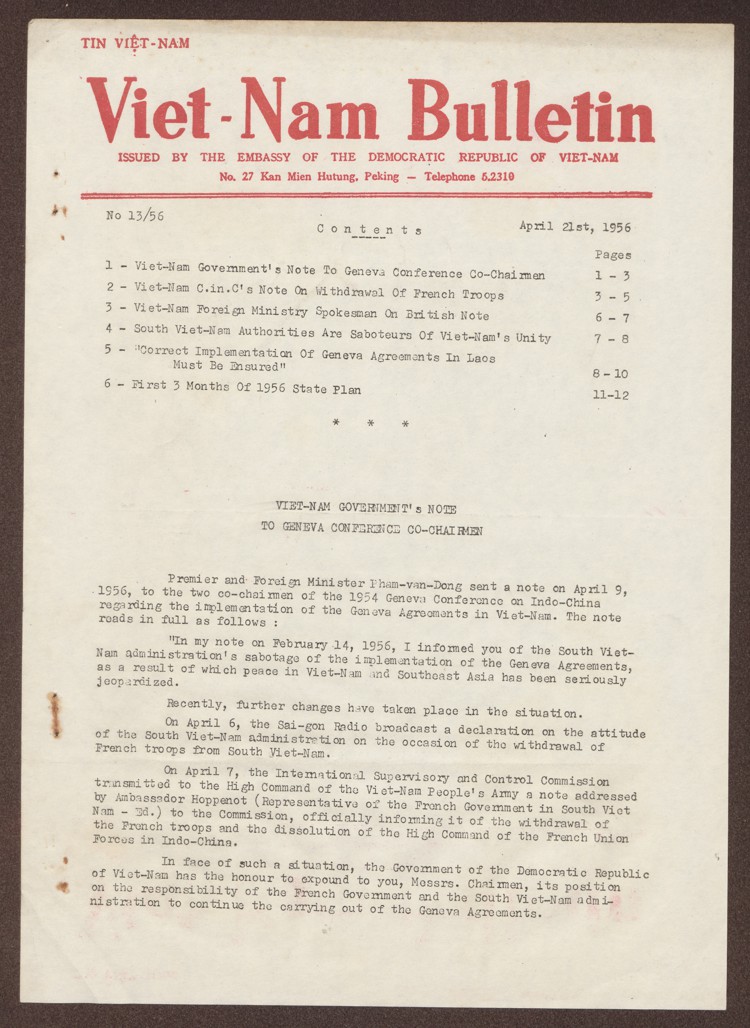 TIN VIỆT-NAM
Viet-Nam Bulletin
ISSUED BY THE EMBASSY OF THE DEMOCRATIC REPUBLIC OF VIET-NAM
No. 27 Kan Mien Hutung, Peking — Telephone 5.2310
No 13/56
Contents
April 21st, 1956
Pages
1 - Viet-Nam Government's Note To Geneva Conference Co-Chairmen 1 - 3
2 - Viet-Nam C.in.C's Note On Withdrawal Of French Troops 3 - 5
3 - Viet-Nam Foreign Ministry Spokesman On British Note 6 - 7
4 - South Viet-Nam Authorities Are Saboteurs Of Viet-Nam's Unity 7 - 8
5 - "Correct Implementation Of Geneva Agreements In Laos
Must Be Ensured" 8 - 10
6 - First 3 Months Of 1956 State Plan 11-12
* * *
VIET-NAM GOVERNMENT's NOTE
TO GENEVA CONFERENCE CO-CHAIRMEN
Premier and Foreign Minister Pham-van-Dong sent a note on April 9,
1956, to the two co-chairmen of the 1954 Geneva Conference on Indo-China
regarding the implementation of the Geneva Agreements in Viet-Nam. The note
reads in full as follows :
"In my note on February 14, 1956, I informed you of the South Viet-
Nam administration's sabotage of the implementation of the Geneva Agreements,
as a result of which peace in Viet-Nam and Southeast Asia has been seriously
jeopardized.
Recently, further changes have taken place in the situation.
On April 6, the Sai-gon Radio broadcast a declaration on the attitude
of the South Viet-Nam administration on the occasion of the withdrawal of
French troops from South Viet-Nam.
On April 7, the International Supervisory and Control Commission
transmitted to the High Command of the Viet-Nam People's Army a note addressed
by Ambassador Hoppenot (Representative of the French Government in South Viet
Nam - Ed.) to the Commission, officially informing it of the withdrawal of
the French troops and the dissolution of the High Command of the French Union
Forces in Indo-China.
In face of such a situation, the Government of the Democratic Republic
of Viet-Nam has the honour to expound to you, Messrs. Chairmen, its position
on the responsibility of the French Government and the South Viet-Nam admi-
nistration to continue the carrying out of the Geneva Agreements.